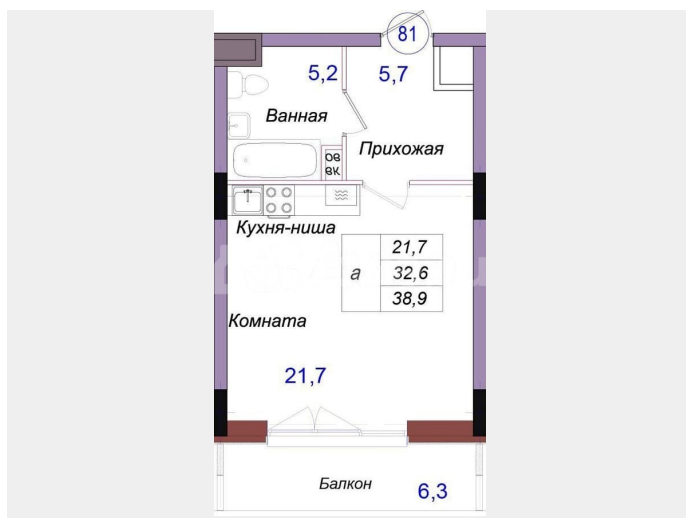 81
5,2
5,7
Ванная
Прихожая
ОВ
ВК
Кухня-ниша
21,7
а
32,6
38,9
Комната
21,7
Балкон
6,3